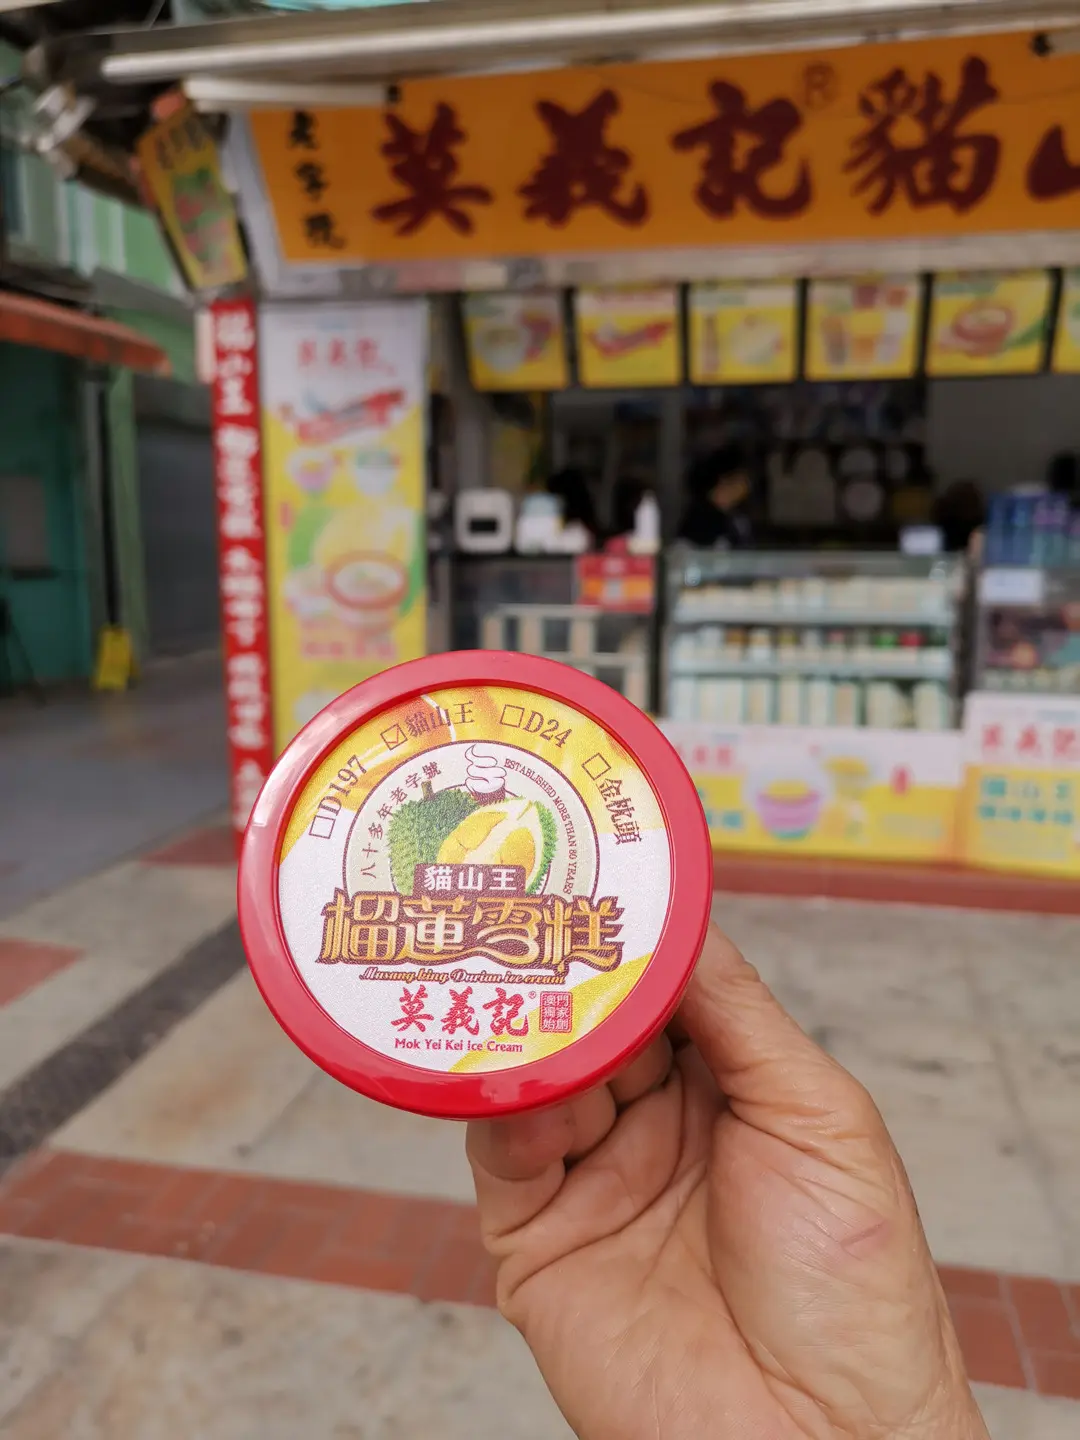 老字號
莫義記® 貓山
莫義記
莫義記
貓山王
D197
☑貓山王
D24
金枕頭
八十多年老字號
ESTABLISHED MORE THAN 80 YEARS
貓山王
榴蓮雪糕
Musang king Durian ice cream
莫義記®
澳門
獨家
始創
Mok Yei Kei Ice Cream